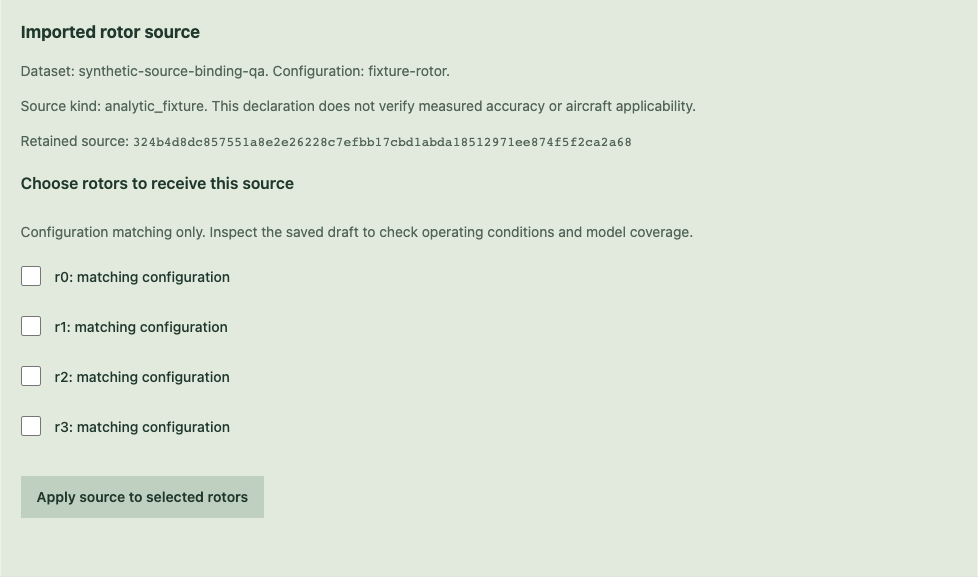 Imported rotor source
Dataset: synthetic-source-binding-qa. Configuration: fixture-rotor.
Source kind: analytic_fixture. This declaration does not verify measured accuracy or aircraft applicability.
Retained source: 324b4d8dc857551a8e2e26228c7efbb17cbd1abda18512971ee874f5f2ca2a68
Choose rotors to receive this source
Configuration matching only. Inspect the saved draft to check operating conditions and model coverage.
r0: matching configuration
r1: matching configuration
r2: matching configuration
r3: matching configuration
Apply source to selected rotors